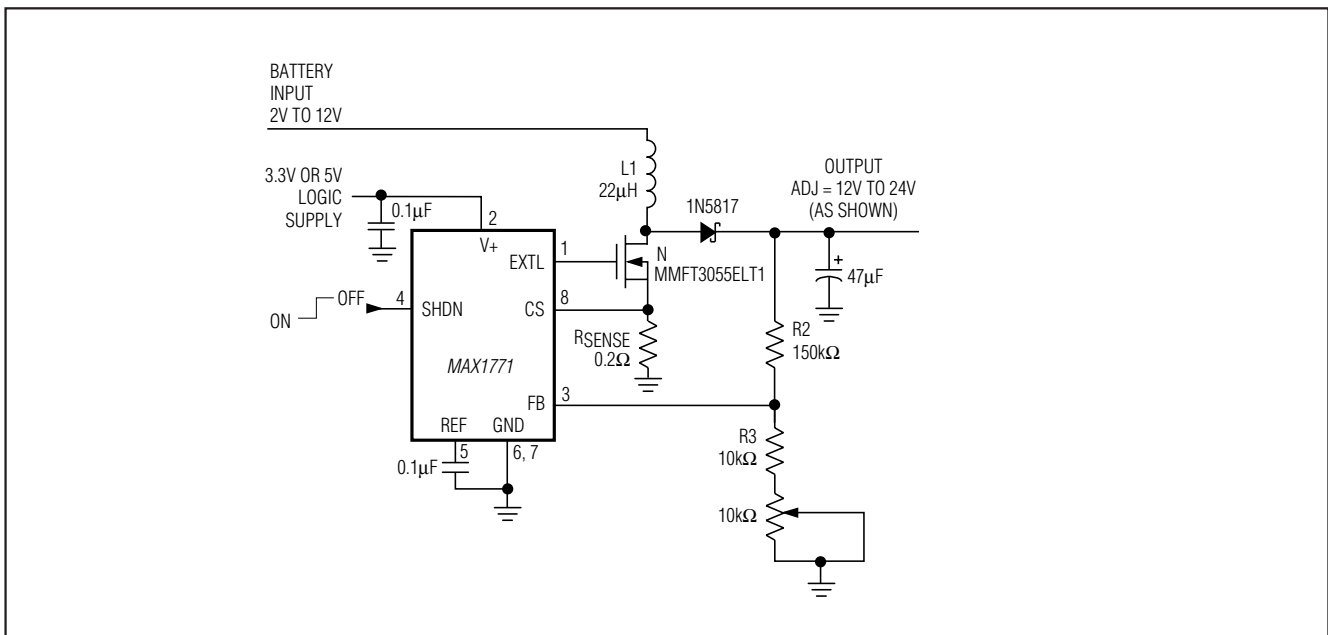 BATTERY
INPUT
2V TO 12V
3.3V OR 5V
LOGIC
SUPPLY
0.1μF
L1
22μH
1N5817
OUTPUT
ADJ = 12V TO 24V
(AS SHOWN)
2
V+
EXTL
1
N
MMFT3055ELT1
+
47μF
ON
OFF
4
SHDN
CS
8
RSENSE
0.2Ω
R2
150kΩ
MAX1771
FB
3
REF
GND
5
6, 7
0.1μF
R3
10kΩ
10kΩ